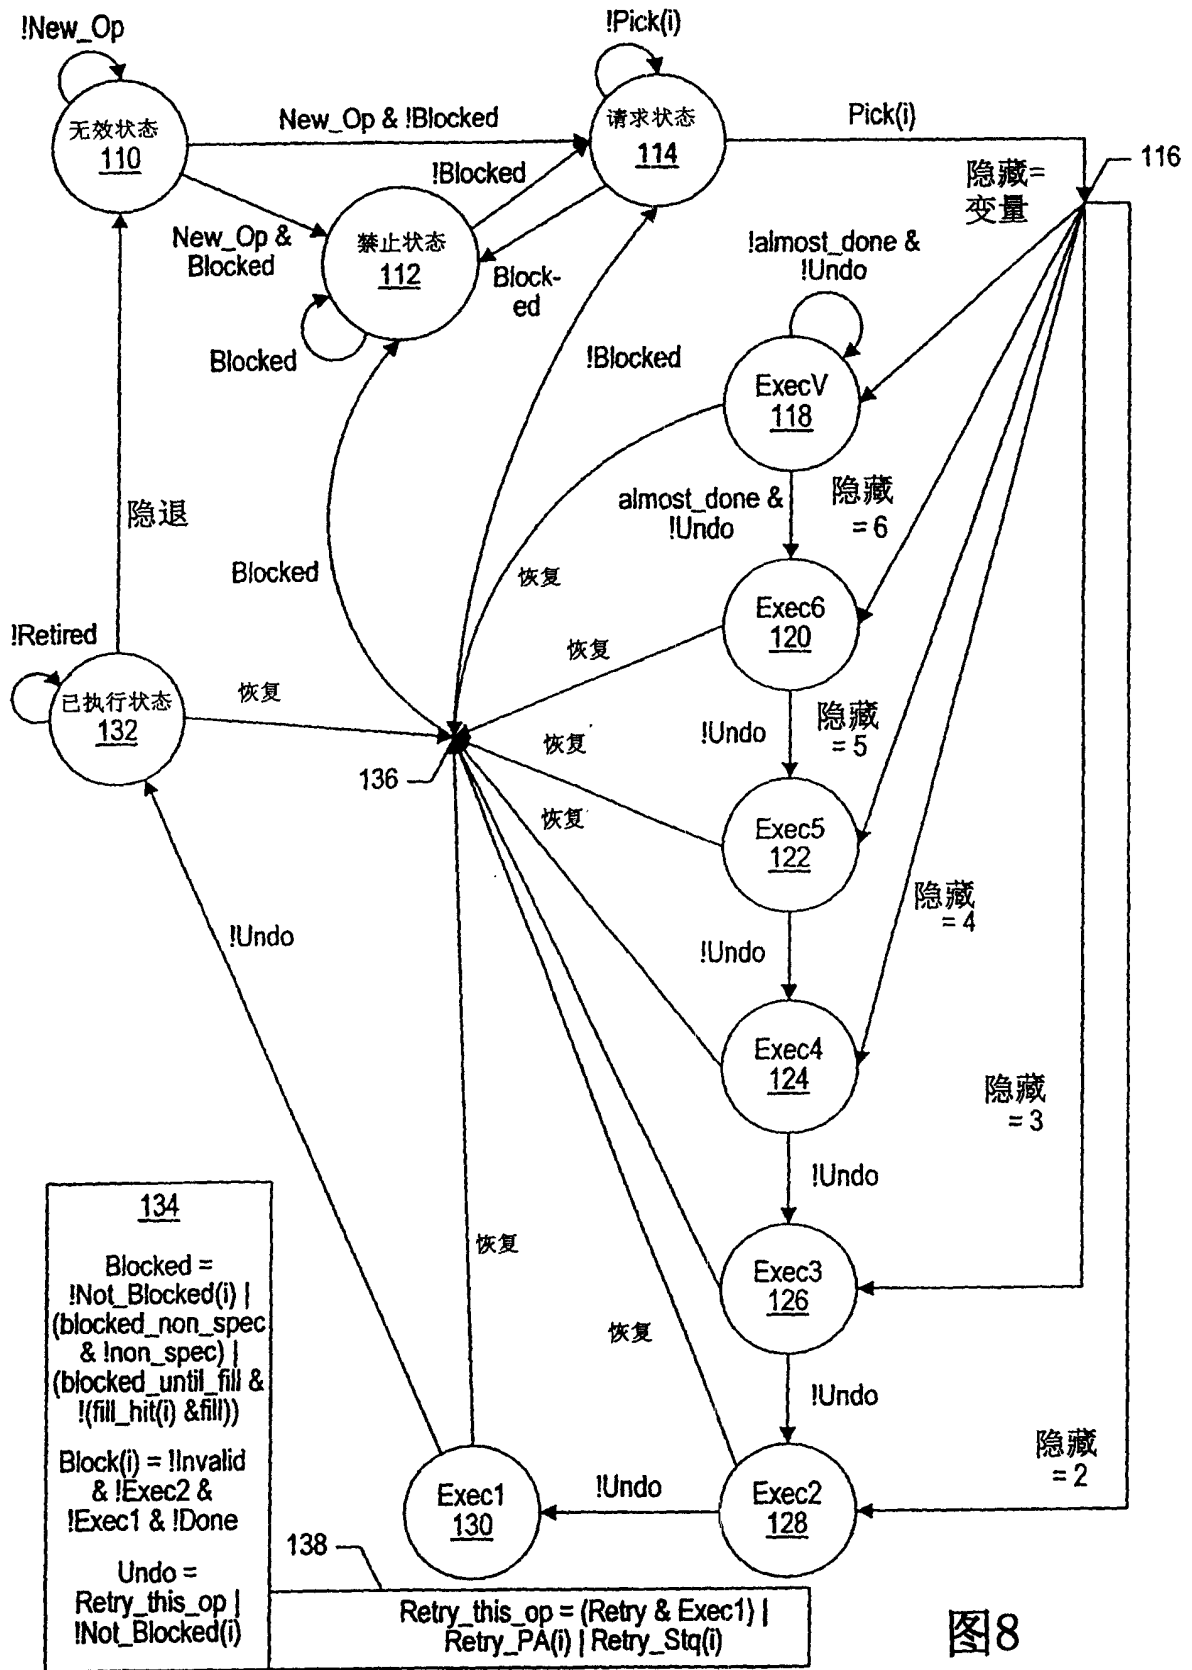 !New_Op
!Pick(i)
无效状态
110
New_Op & !Blocked
请求状态
114
Pick(i)
116
隐藏=
变量
!Blocked
New_Op &
Blocked
禁止状态
112
Block-
ed
Blocked
!almost_done &
!Undo
!Blocked
ExecV
118
隐退
almost_done &
!Undo
隐藏
= 6
Blocked
恢复
Exec6
120
!Retired
已执行状态
132
恢复
恢复
!Undo
隐藏
= 5
136
恢复
恢复
Exec5
122
隐藏
= 4
!Undo
!Undo
Exec4
124
隐藏
= 3
!Undo
134
Blocked =
!Not_Blocked(i) |
(blocked_non_spec
& !non_spec) |
(blocked_until_fill &
!(fill_hit(i) &fill))
Block(i) = !Invalid
& !Exec2 &
!Exec1 & !Done
Undo =
Retry_this_op |
!Not_Blocked(i)
恢复
Exec3
126
恢复
!Undo
隐藏
= 2
Exec1
130
!Undo
Exec2
128
138
Retry_this_op = (Retry & Exec1) |
Retry_PA(i) | Retry_Stq(i)
图8